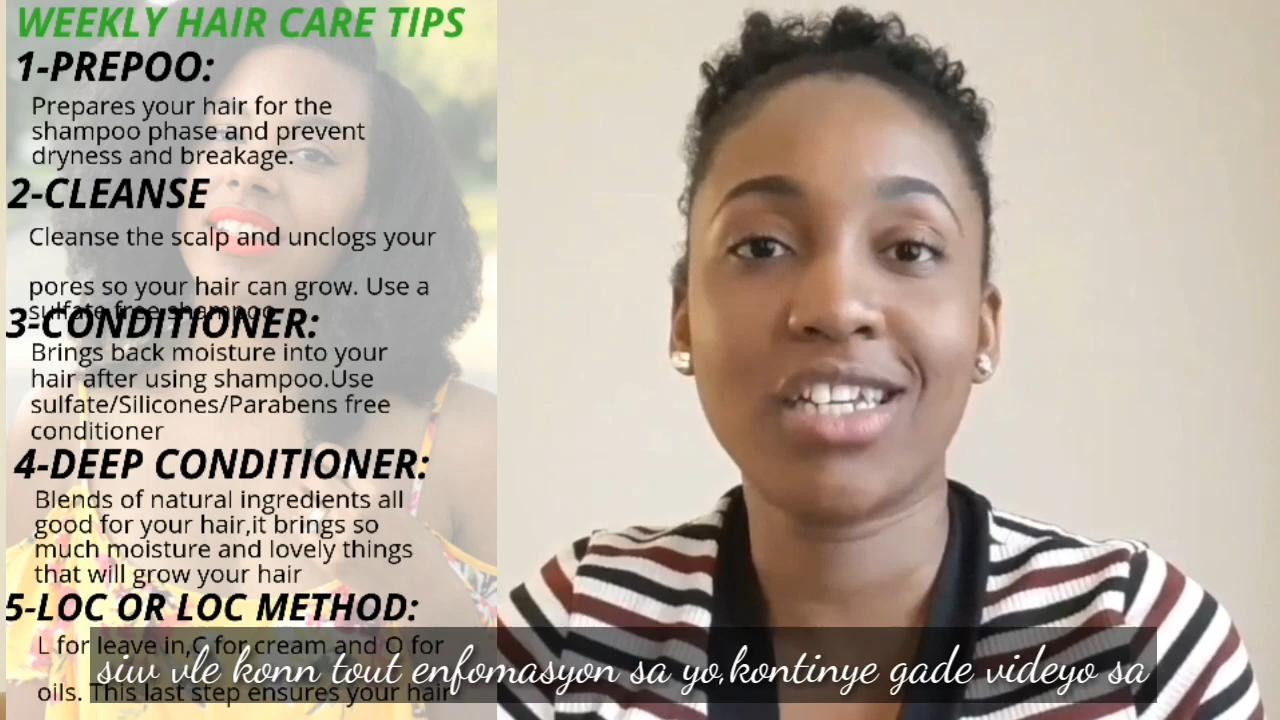 WEEKLY HAIR CARE TIPS
1-PREPOO:
Prepares your hair for the
shampoo phase and prevent
dryness and breakage.
2-CLEANSE
Cleanse the scalp and unclogs your
pores so your hair can grow. Use a
sulfate free shampoo
3-CONDITIONER:
Brings back moisture into your
hair after using shampoo.Use
sulfate/Silicones/Parabens free
conditioner
4-DEEP CONDITIONER:
Blends of natural ingredients all
good for your hair,it brings so
much moisture and lovely things
that will grow your hair
5-LOC OR LOC METHOD:
L for leave in,C for cream and O for
oils. This last step ensures your hair
siw vle konn tout enfomasyon sa yo,kontinye gade videyo sa